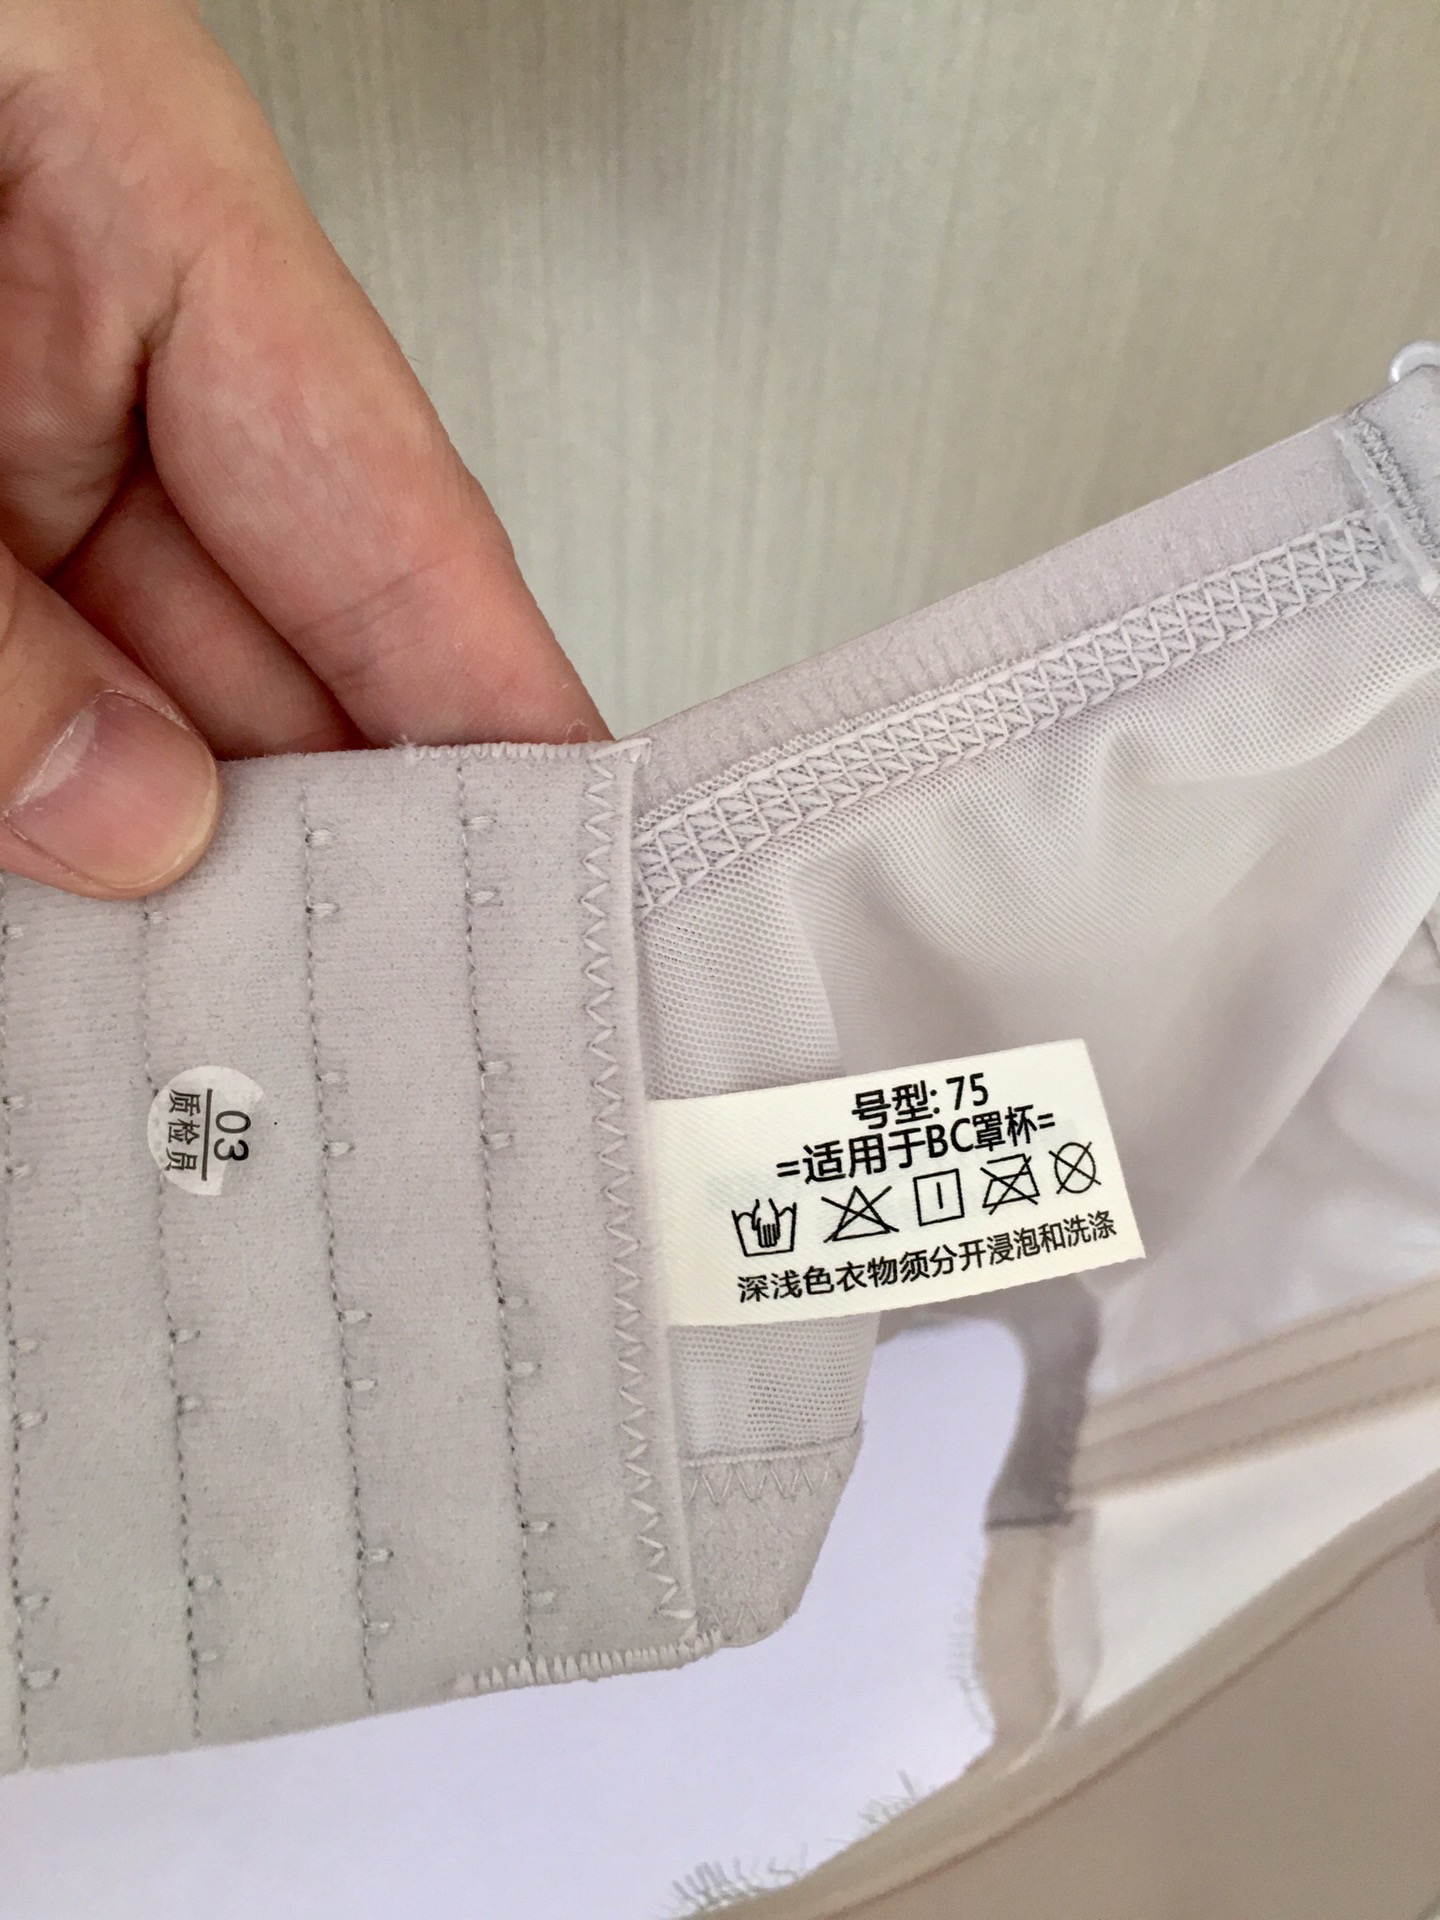 号型: 75
=适用于BC罩杯=
深浅色衣物须分开浸泡和洗涤
03
质检员